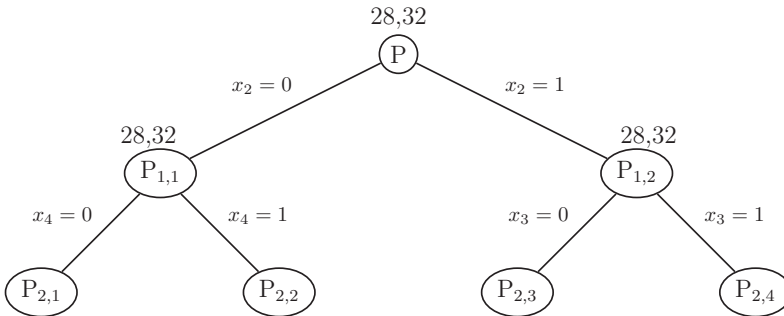 28,32
P
x₂ = 0
x₂ = 1
28,32
28,32
P₁,₁
P₁,₂
x₄ = 0
x₄ = 1
x₃ = 0
x₃ = 1
P₂,₁
P₂,₂
P₂,₃
P₂,₄